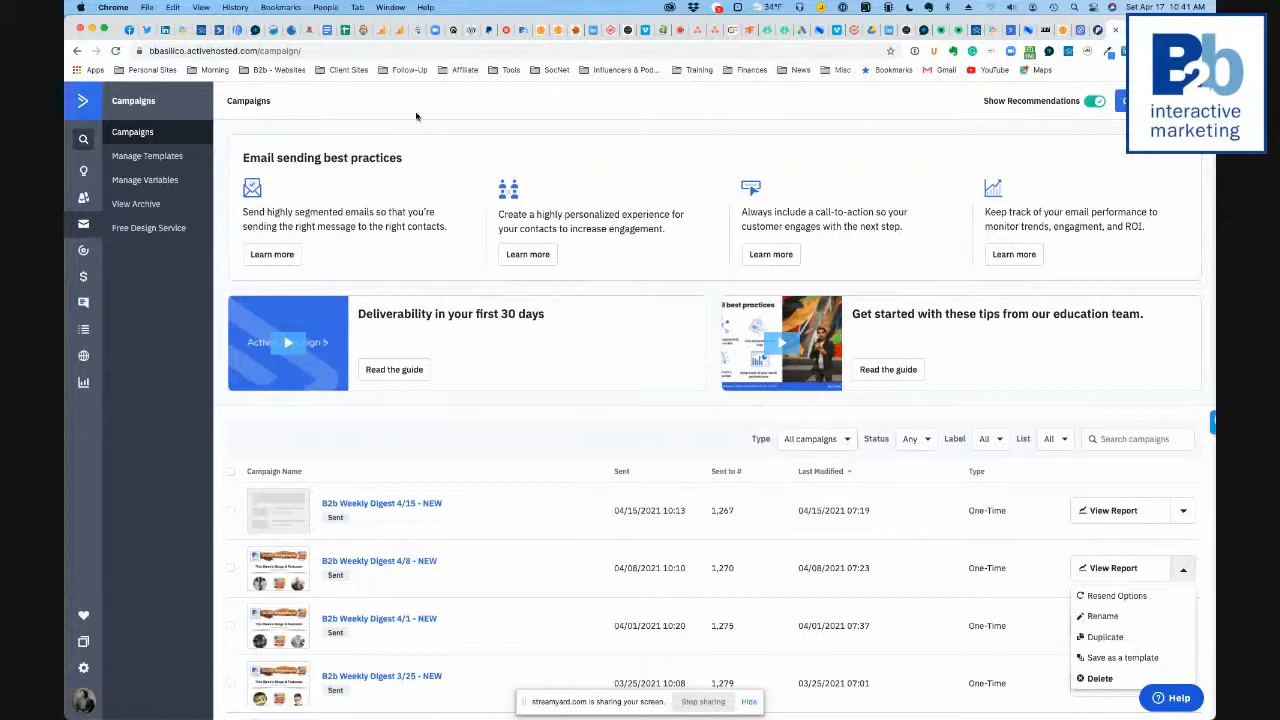 Chrome File Edit View History Bookmarks People Tab Window Help
31°F
Sat Apr 17 10:41 AM
bbasilico.activehosted.com/campaign/
Apps Personal Sites Morning B2b - Websites Client Sites Follow-Up Affiliate Tools SocNet Influencers & Prod... Training Finances News Misc Bookmarks Gmail YouTube Maps
B2b
interactive
marketing
Campaigns
Campaigns
Manage Templates
Manage Variables
View Archive
Free Design Service
Campaigns
Show Recommendations
Email sending best practices
Send highly segmented emails so that you're
sending the right message to the right contacts.
Learn more
Create a highly personalized experience for
your contacts to increase engagement.
Learn more
Always include a call-to-action so your
customer engages with the next step.
Learn more
Keep track of your email performance to
monitor trends, engagment, and ROI.
Learn more
Deliverability in your first 30 days
Read the guide
il best practices
Get started with these tips from our education team.
Read the guide
Type All campaigns Status Any Label All List All Search campaigns
Campaign Name Sent Sent to # Last Modified Type
B2b Weekly Digest 4/15 - NEW
Sent
04/15/2021 10:13 1,267 04/15/2021 07:19 One-Time View Report
B2b Weekly Digest 4/8 - NEW
Sent
04/08/2021 10:10 04/08/2021 07:23 One-Time View Report
Resend Options
Rename
Duplicate
Save as a template
Delete
B2b Weekly Digest 4/1 - NEW
Sent
04/01/2021 10:20 1,275 04/01/2021 07:37 One-Time
B2b Weekly Digest 3/25 - NEW
Sent
03/25/2021 10:08 03/25/2021 07:01 One-Time
streamyard.com is sharing your screen. Stop sharing Hide
Help